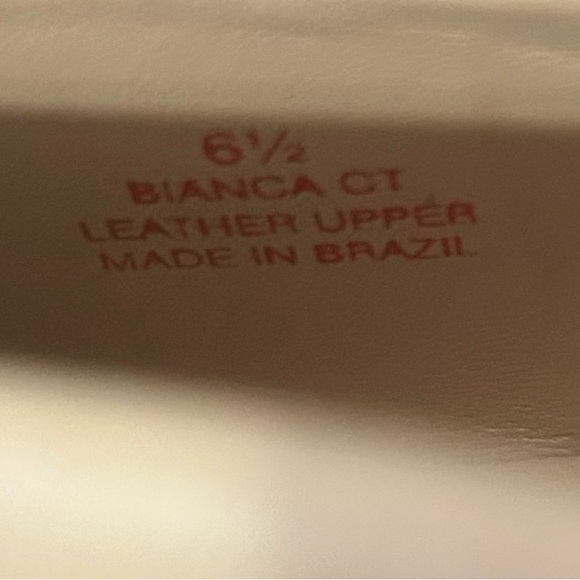 6½
BIANCA CT
LEATHER UPPER
MADE IN BRAZIL